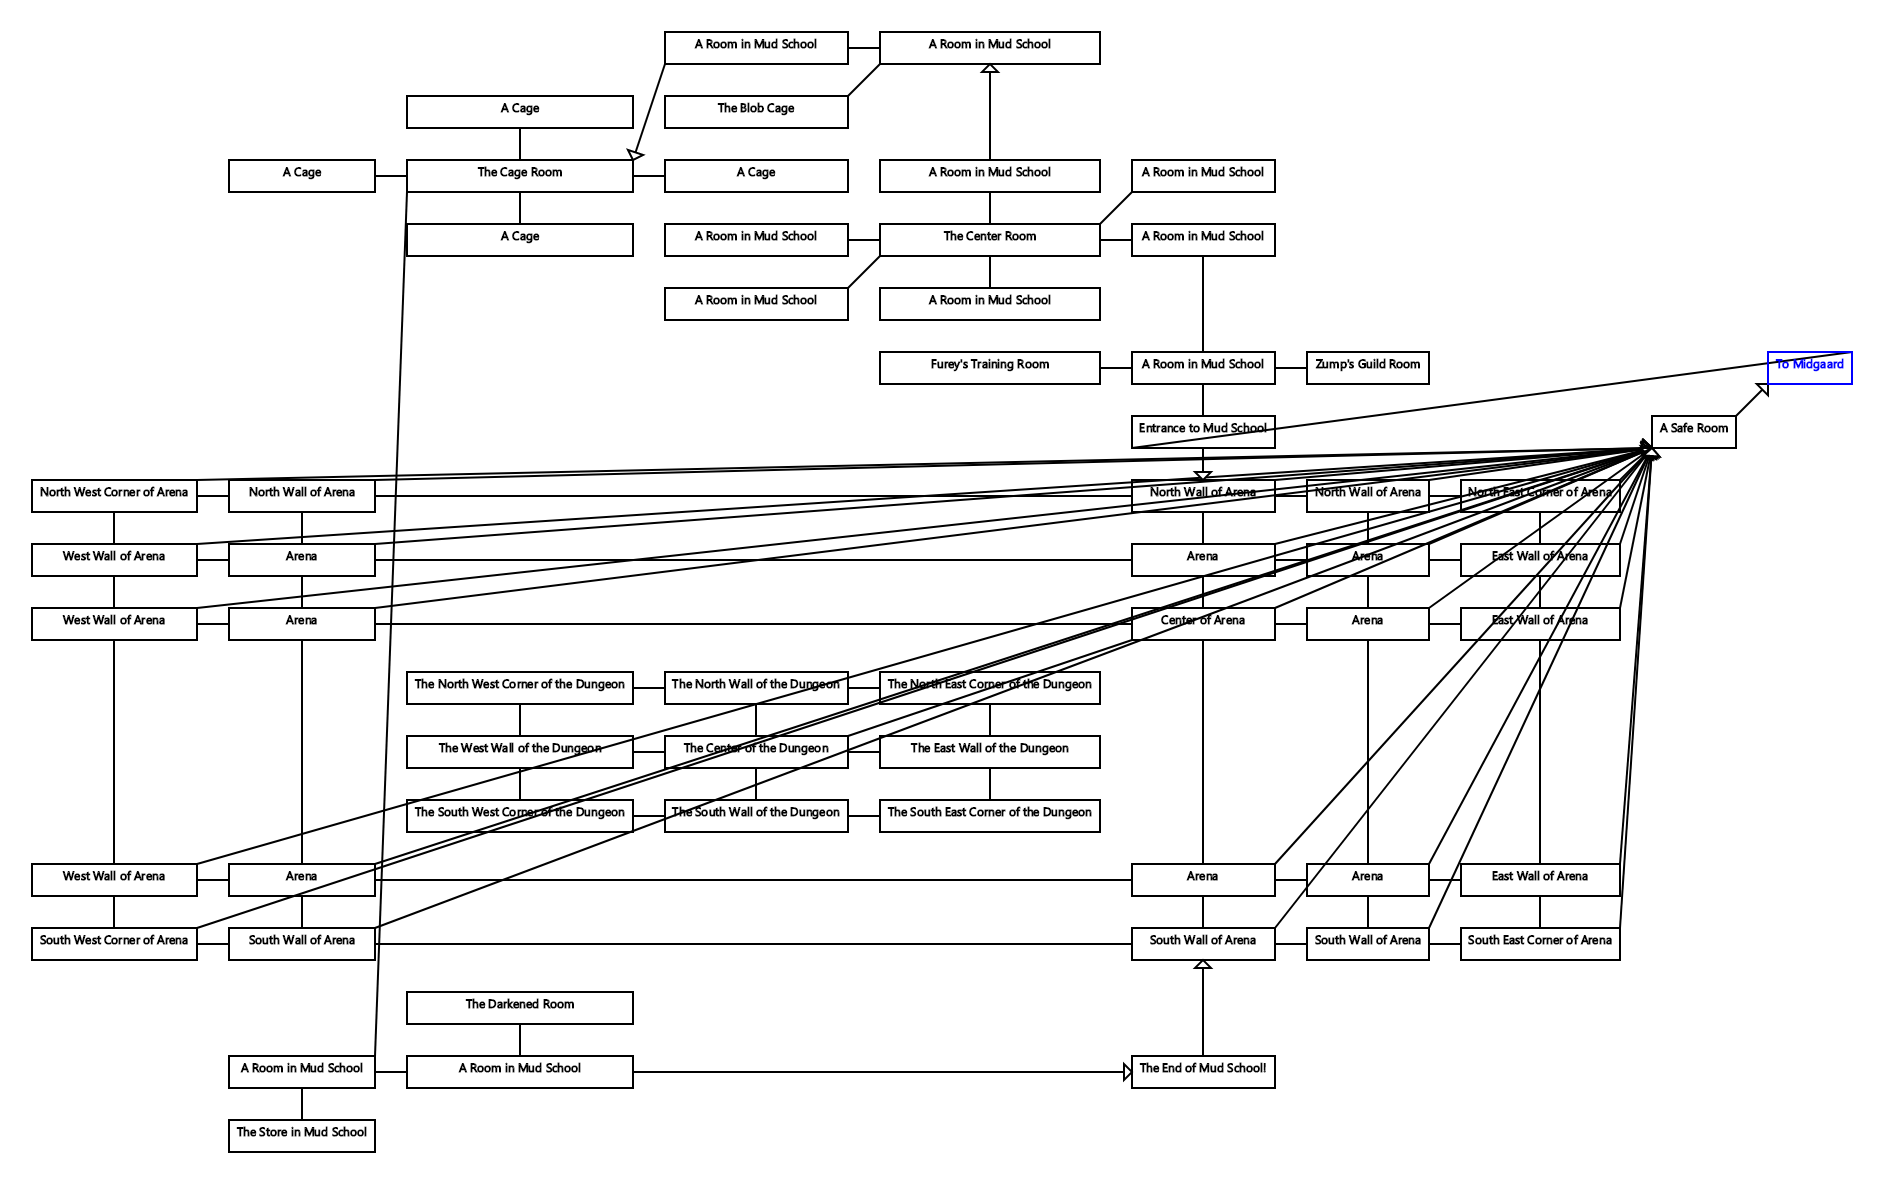 A Room in Mud School
A Room in Mud School
A Cage
The Blob Cage
A Cage
The Cage Room
A Cage
A Room in Mud School
A Room in Mud School
A Cage
A Room in Mud School
The Center Room
A Room in Mud School
A Room in Mud School
A Room in Mud School
Furey's Training Room
A Room in Mud School
Zump's Guild Room
To Midgaard
Entrance to Mud School
A Safe Room
North West Corner of Arena
North Wall of Arena
North Wall of Arena
North Wall of Arena
North East Corner of Arena
West Wall of Arena
Arena
Arena
Arena
East Wall of Arena
West Wall of Arena
Arena
Center of Arena
Arena
East Wall of Arena
The North West Corner of the Dungeon
The North Wall of the Dungeon
The North East Corner of the Dungeon
The West Wall of the Dungeon
The Center of the Dungeon
The East Wall of the Dungeon
The South West Corner of the Dungeon
The South Wall of the Dungeon
The South East Corner of the Dungeon
West Wall of Arena
Arena
Arena
Arena
East Wall of Arena
South West Corner of Arena
South Wall of Arena
South Wall of Arena
South Wall of Arena
South East Corner of Arena
The Darkened Room
A Room in Mud School
A Room in Mud School
The End of Mud School!
The Store in Mud School